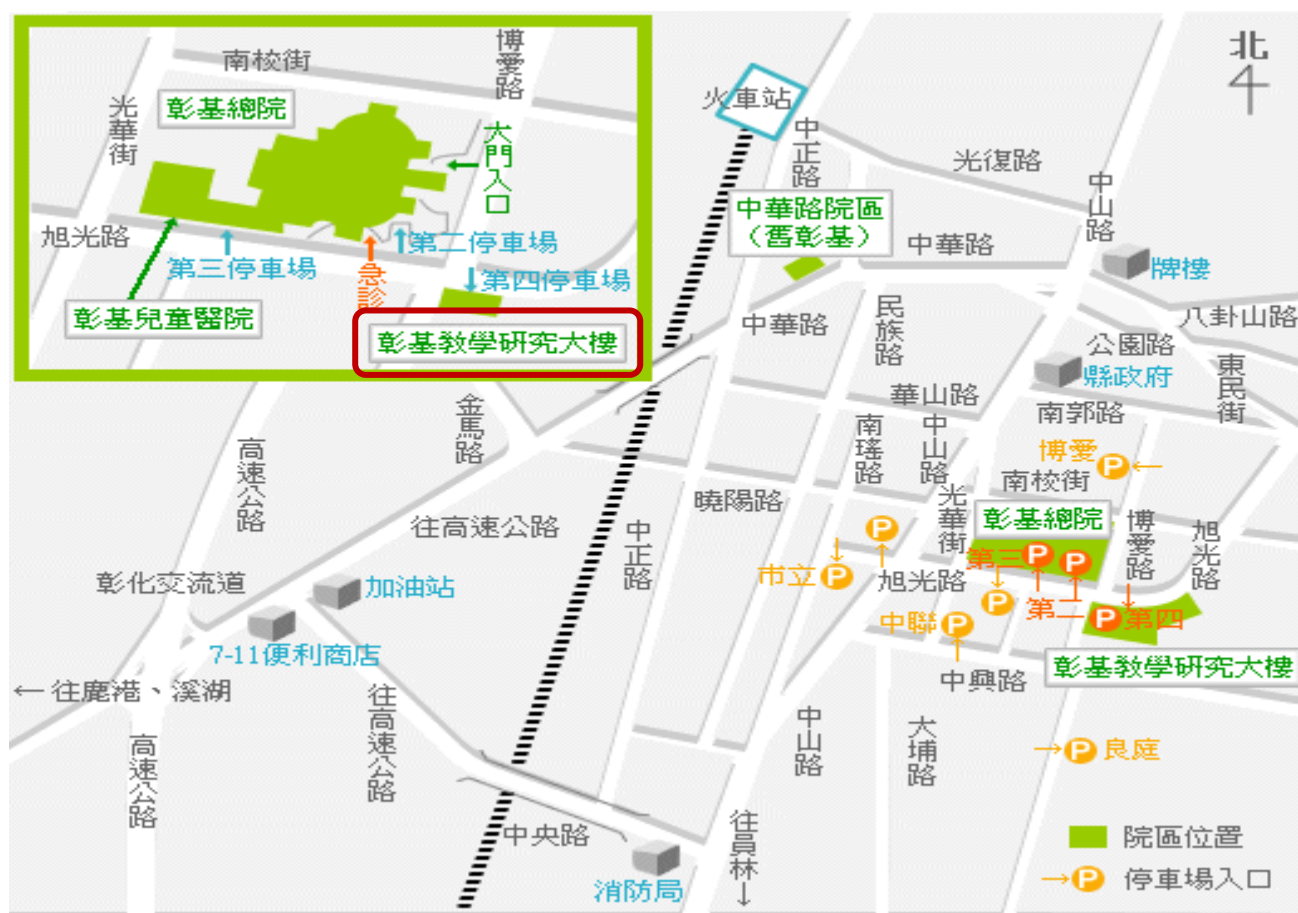 南校街
博愛路
光華街
彰基總院
大門入口
旭光路
第二停車場
第三停車場
急診
第四停車場
彰基兒童醫院
彰基教學研究大樓
北
火車站
中正路
光復路
中山路
中華路院區
（舊彰基）
中華路
牌樓
中華路
民族路
八卦山路
公園路
縣政府
東民街
華山路
南郭路
金馬路
南瑤路
中山路
博愛
P
高速公路
南校街
曉陽路
光華街
彰基總院
博愛路
旭光路
往高速公路
中正路
P
第三
P
P
市立
P
旭光路
彰化交流道
加油站
P
第二
P
第四
中聯
P
7-11便利商店
彰基教學研究大樓
中興路
←往鹿港、溪湖
往高速公路
中山路
大埔路
高速公路
P
良庭
往員林
中央路
院區位置
消防局
P
停車場入口